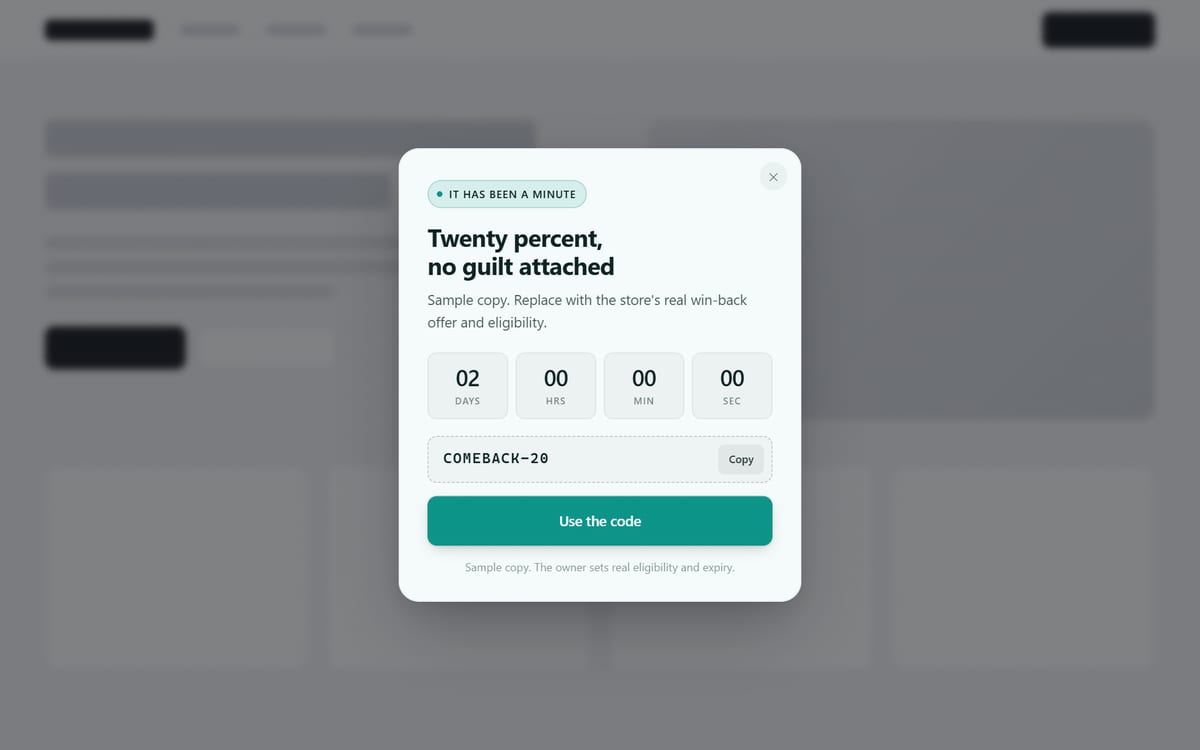 IT HAS BEEN A MINUTE
Twenty percent,
no guilt attached
Sample copy. Replace with the store's real win-back
offer and eligibility.
02 00 00 00
DAYS HRS MIN SEC
COMEBACK-20 Copy
Use the code
Sample copy. The owner sets real eligibility and expiry.